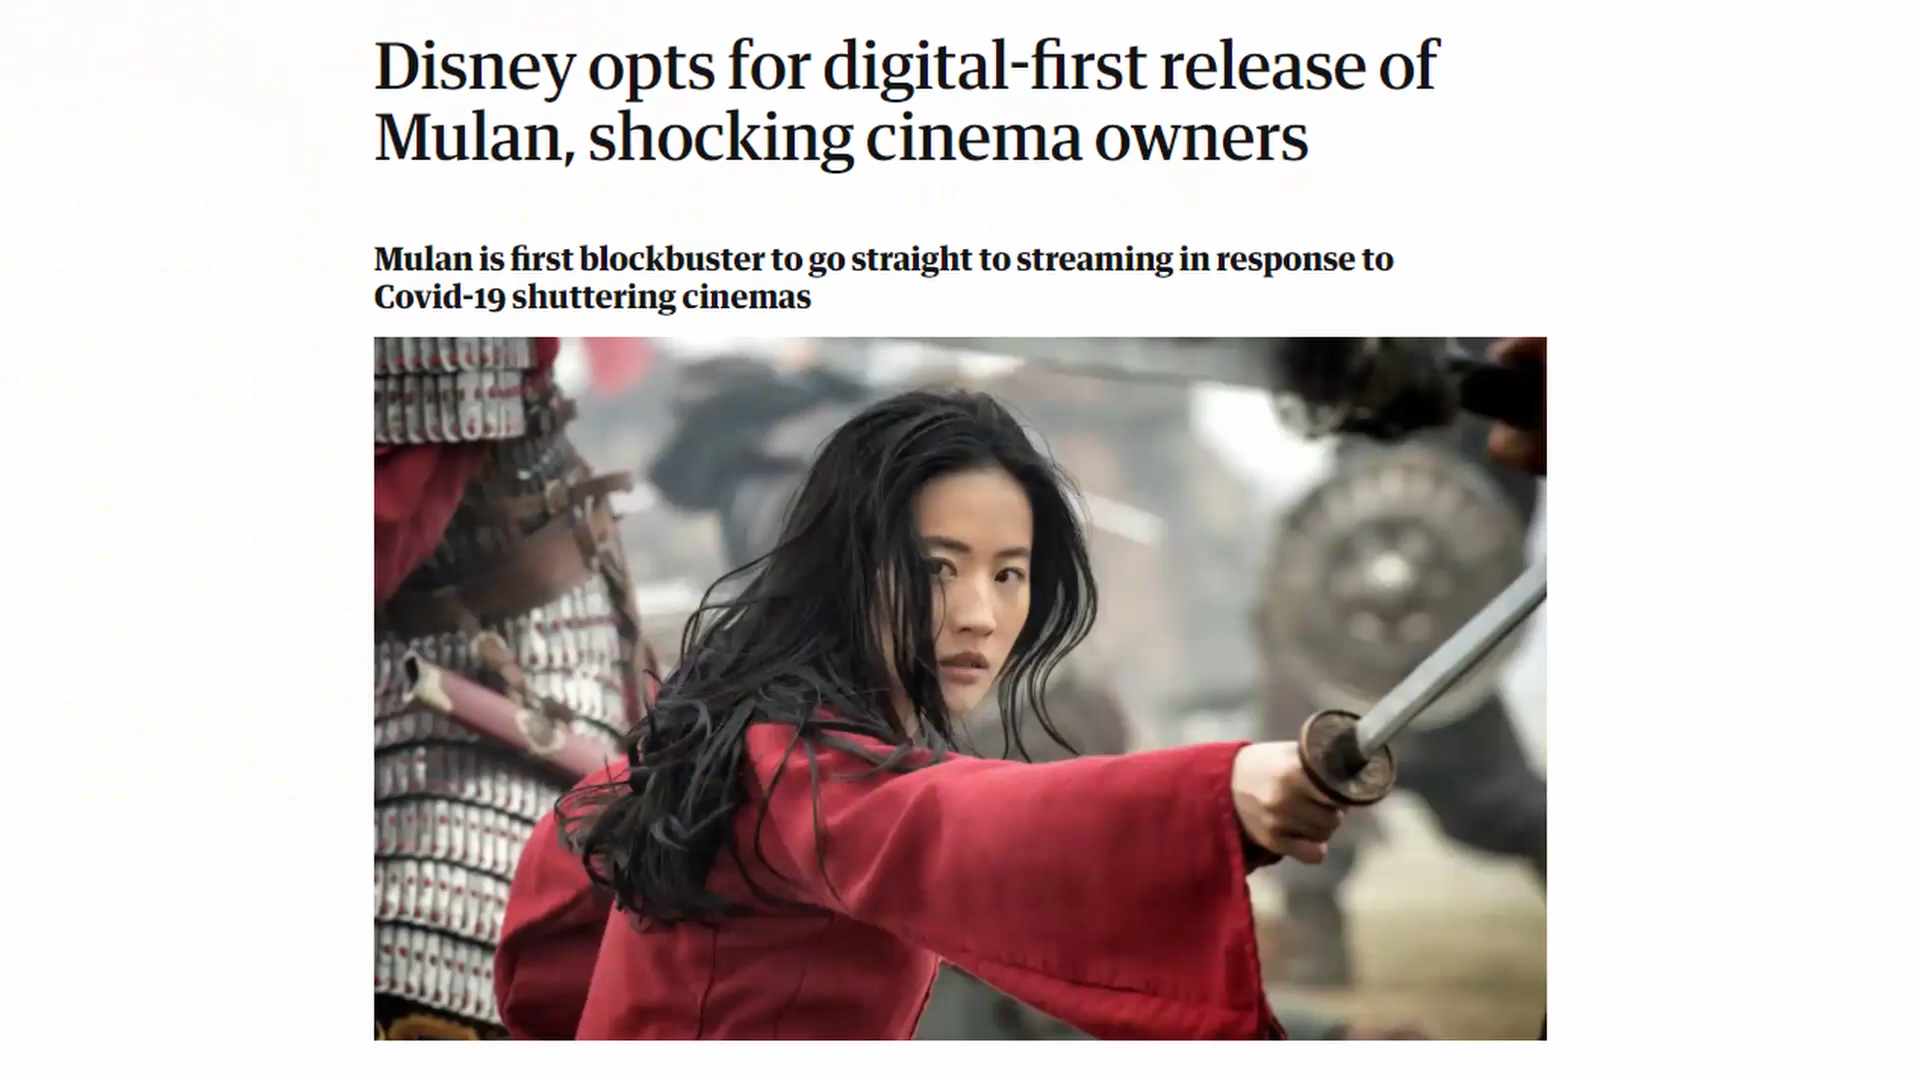 Disney opts for digital-first release of
Mulan, shocking cinema owners
Mulan is first blockbuster to go straight to streaming in response to
Covid-19 shuttering cinemas